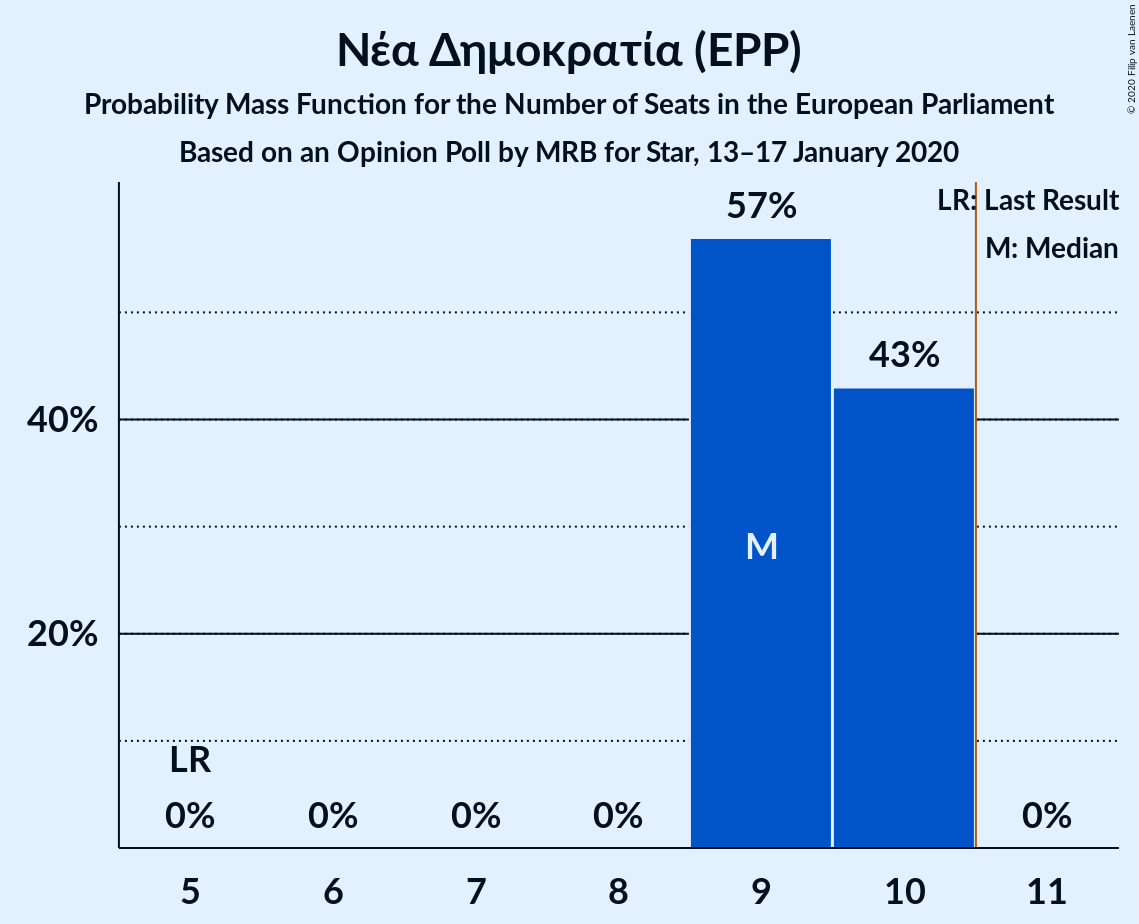 Νέα Δημοκρατία (EPP)
Probability Mass Function for the Number of Seats in the European Parliament
Based on an Opinion Poll by MRB for Star, 13–17 January 2020
© 2020 Filip van Laenen
LR: Last Result
M: Median
57%
43%
40%
M
20%
LR
0%
0%
0%
0%
0%
5
6
7
8
9
10
11